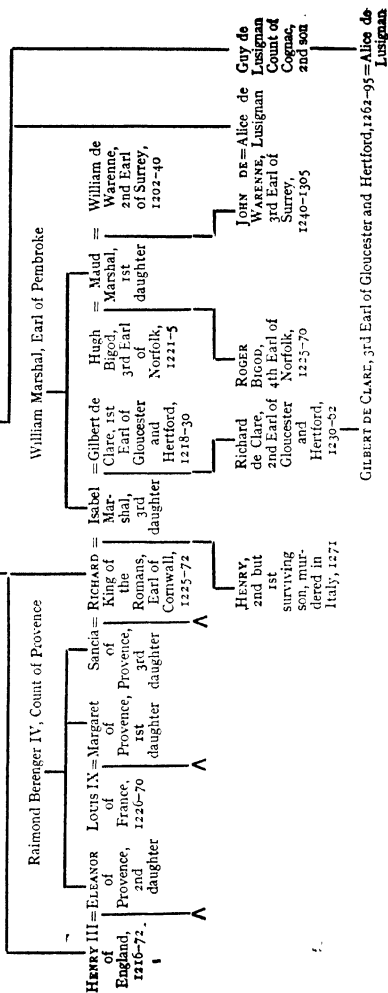 Raimond Berenger IV, Count of Provence
William Marshal, Earl of Pembroke
HENRY III = ELEANOR
of
England,
1216-72
of
Provence,
2nd
daughter
LOUIS IX = Margaret
of
France,
1226-70
of
Provence,
1st
daughter
Sancia = RICHARD = Isabel
of
Provence,
3rd
daughter
King of
the
Romans,
Earl of
Cornwall,
1225-72
Mar-
shal,
3rd
daughter
= Gilbert de
Clare, 1st
Earl of
Gloucester
and
Hertford,
1218-30
Hugh
Bigod,
3rd Earl
of
Norfolk,
1221-5
= Maud =
Marshal,
1st
daughter
William de
Warenne,
2nd Earl
of Surrey,
1202-40
HENRY,
2nd but
1st
surviving
son, mur-
dered in
Italy, 1271
Richard
de Clare,
2nd Earl of
Gloucester
and
Hertford,
1230-62
ROGER
BIGOD,
4th Earl of
Norfolk,
1225-70
JOHN DE = Alice de
WARENNE, Lusignan
3rd Earl of
Surrey,
1240-1305
Guy de
Lusignan
Count of
Cognac,
2nd son
GILBERT DE CLARE, 3rd Earl of Gloucester and Hertford, 1262-95 = Alice de
Lusignan